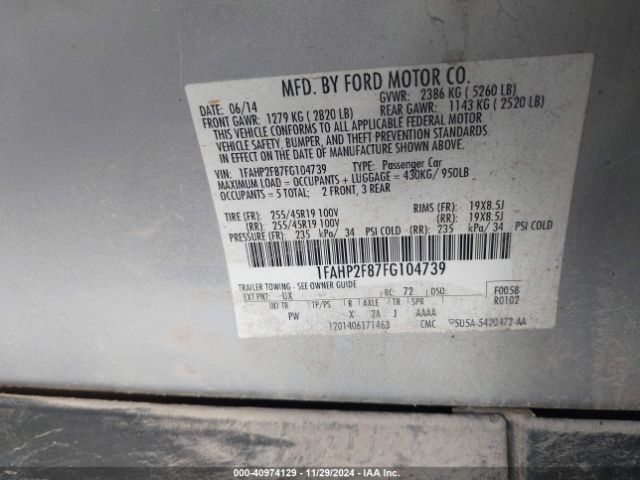 MFD. BY FORD MOTOR CO.
DATE: 06/14 GVWR: 2386 KG ( 5260 LB)
FRONT GAWR: 1279 KG ( 2820 LB) REAR GAWR: 1143 KG ( 2520 LB)
THIS VEHICLE CONFORMS TO ALL APPLICABLE FEDERAL MOTOR
VEHICLE SAFETY, BUMPER, AND THEFT PREVENTION STANDARDS
IN EFFECT ON THE DATE OF MANUFACTURE SHOWN ABOVE.
VIN: 1FAHP2F87FG104739 TYPE: Passenger Car
MAXIMUM LOAD = OCCUPANTS + LUGGAGE = 430KG/ 950LB
OCCUPANTS = 5 TOTAL; 2 FRONT, 3 REAR
TIRE (FR): 255/45R19 100V RIMS (FR): 19X8.5J
(RR): 255/45R19 100V (RR): 19X8.5J
PRESSURE (FR): 235 kPa/ 34 PSI COLD (RR): 235 kPa/ 34 PSI COLD
1FAHP2F87FG104739
TRAILER TOWING - SEE OWNER GUIDE
EXT PNT: UX RC: 72 DSO: F0058
INT TR TP/PS R AXLE TR SPR R0102
PW X 2A J AAAA
1201406171463 CMC 5U5A-5420472-AA
000-40974129 - 11/29/2024 - IAA Inc.